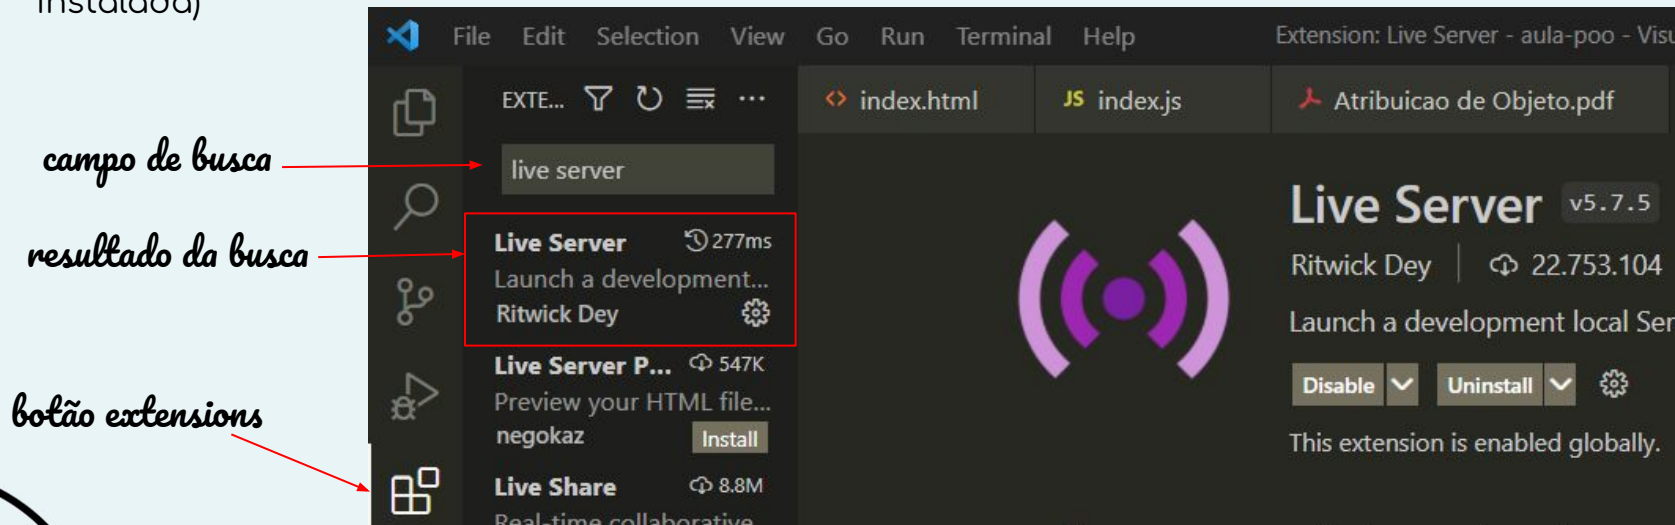 instalada)
File Edit Selection View Go Run Terminal Help Extension: Live Server - aula-poo - Visu
EXTE... ...
index.html JS index.js Atribuicao de Objeto.pdf
campo de busca
live server
resultado da busca
Live Server 277ms
Launch a development...
Ritwick Dey
Live Server P... 547K
Preview your HTML file...
negokaz Install
botão extensions
Live Share 8.8M
Real-time collaborative
Live Server v5.7.5
Ritwick Dey 22.753.104
Launch a development local Ser
Disable Uninstall
This extension is enabled globally.